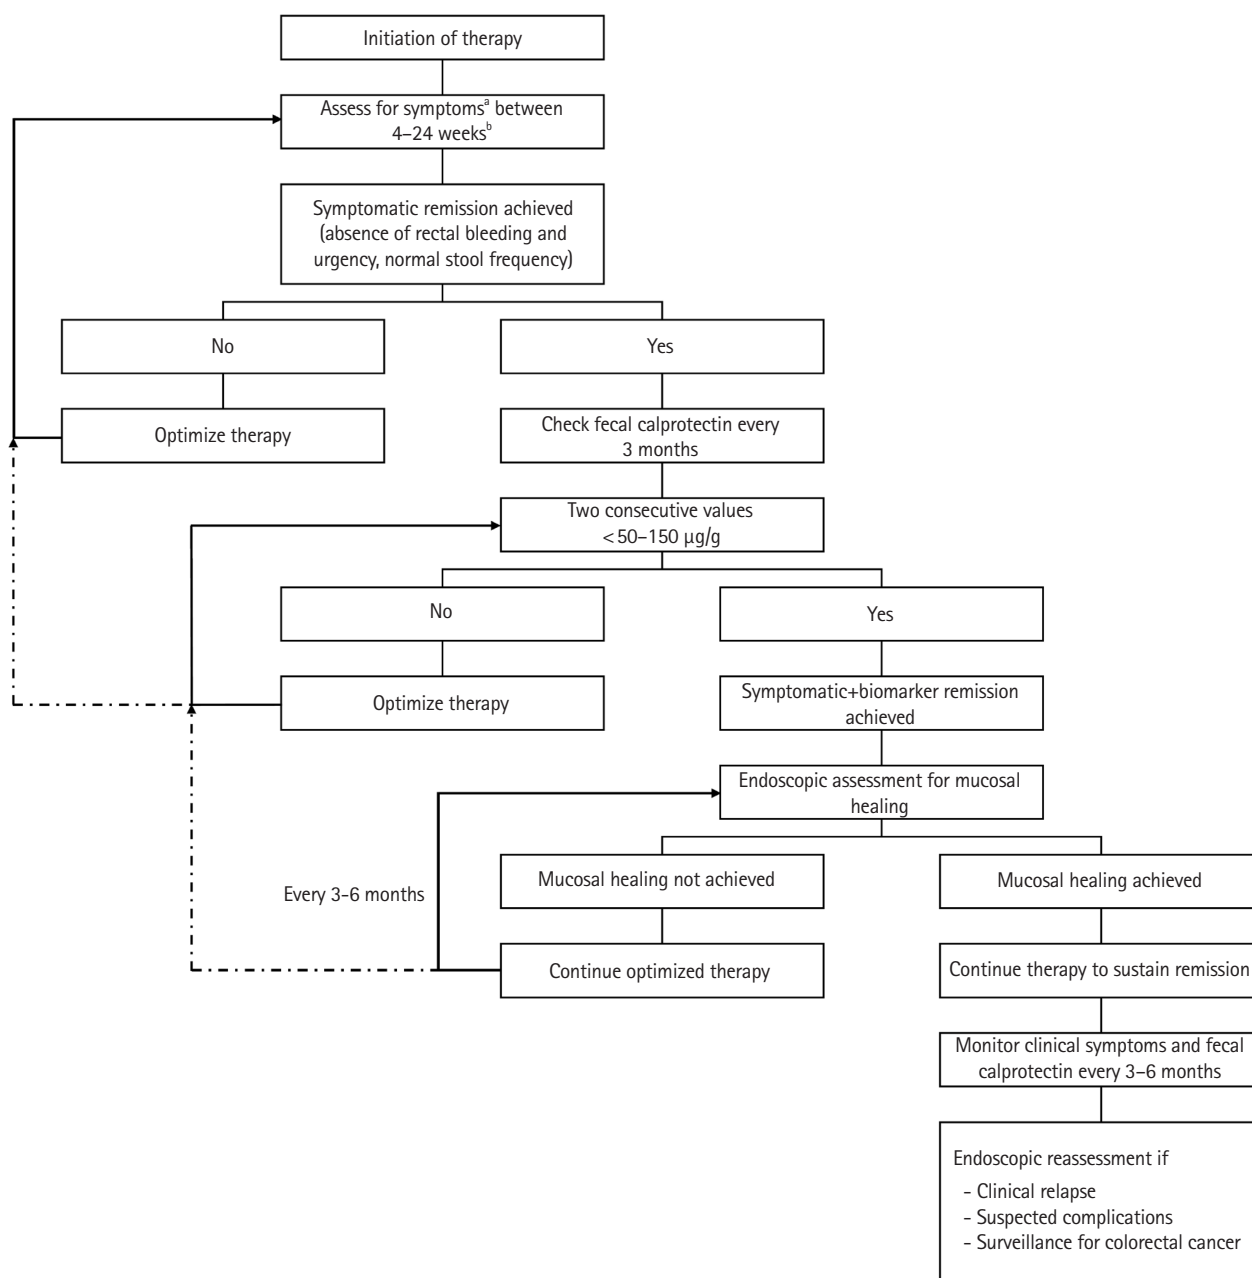 Initiation of therapy
Assess for symptomsᵃ between
4–24 weeksᵇ
Symptomatic remission achieved
(absence of rectal bleeding and
urgency, normal stool frequency)
No
Yes
Optimize therapy
Check fecal calprotectin every
3 months
Two consecutive values
<50–150 µg/g
No
Yes
Optimize therapy
Symptomatic+biomarker remission
achieved
Endoscopic assessment for mucosal
healing
Every 3-6 months
Mucosal healing not achieved
Mucosal healing achieved
Continue optimized therapy
Continue therapy to sustain remission
Monitor clinical symptoms and fecal
calprotectin every 3–6 months
Endoscopic reassessment if
- Clinical relapse
- Suspected complications
- Surveillance for colorectal cancer